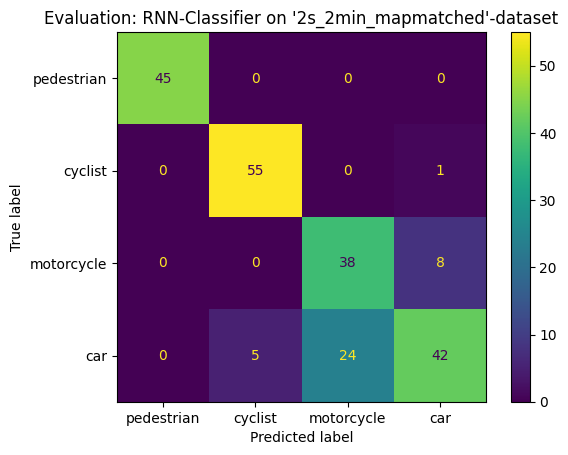 Evaluation: RNN-Classifier on '2s_2min_mapmatched'-dataset
pedestrian 45 0 0 0
cyclist 0 55 0 1
motorcycle 0 0 38 8
car 0 5 24 42
pedestrian cyclist motorcycle car
Predicted label
True label
50
40
30
20
10
0